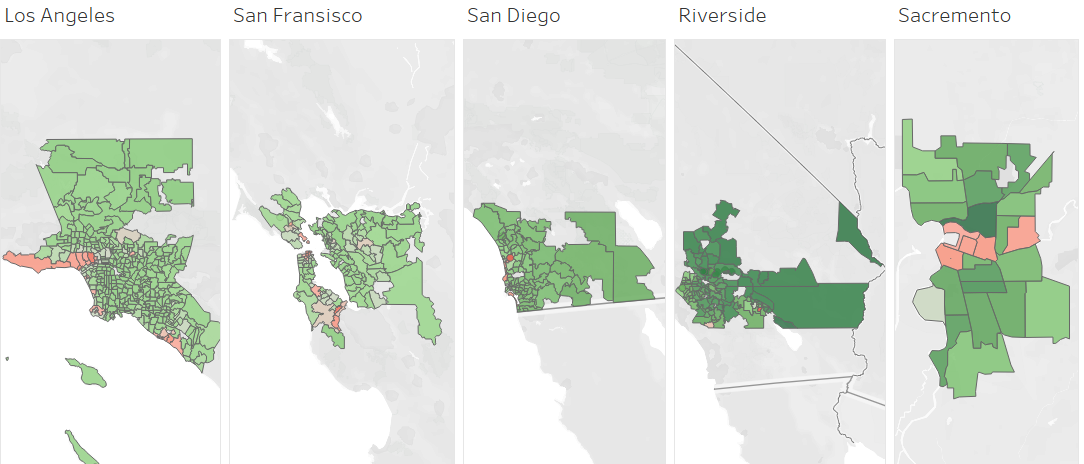 Los Angeles
San Fransisco
San Diego
Riverside
Sacremento